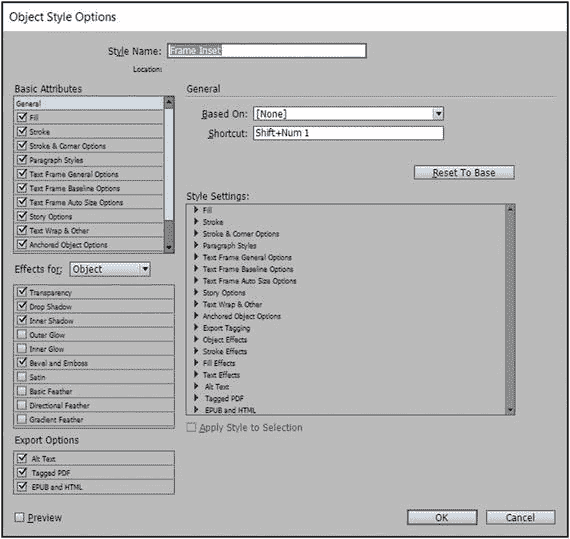 Object Style Options
Style Name: Frame Inset
Location:
Basic Attributes
General
Fill
Stroke
Stroke & Corner Options
Paragraph Styles
Text Frame General Options
Text Frame Baseline Options
Text Frame Auto Size Options
Story Options
Text Wrap & Other
Anchored Object Options
Effects for: Object
Transparency
Drop Shadow
Inner Shadow
Outer Glow
Inner Glow
Bevel and Emboss
Satin
Basic Feather
Directional Feather
Gradient Feather
Export Options
Alt Text
Tagged PDF
EPUB and HTML
Preview
General
Based On: [None]
Shortcut: Shift+Num 1
Reset To Base
Style Settings:
Fill
Stroke
Stroke & Corner Options
Paragraph Styles
Text Frame General Options
Text Frame Baseline Options
Text Frame Auto Size Options
Story Options
Text Wrap & Other
Anchored Object Options
Export Tagging
Object Effects
Stroke Effects
Fill Effects
Text Effects
Alt Text
Tagged PDF
EPUB and HTML
Apply Style to Selection
OK
Cancel